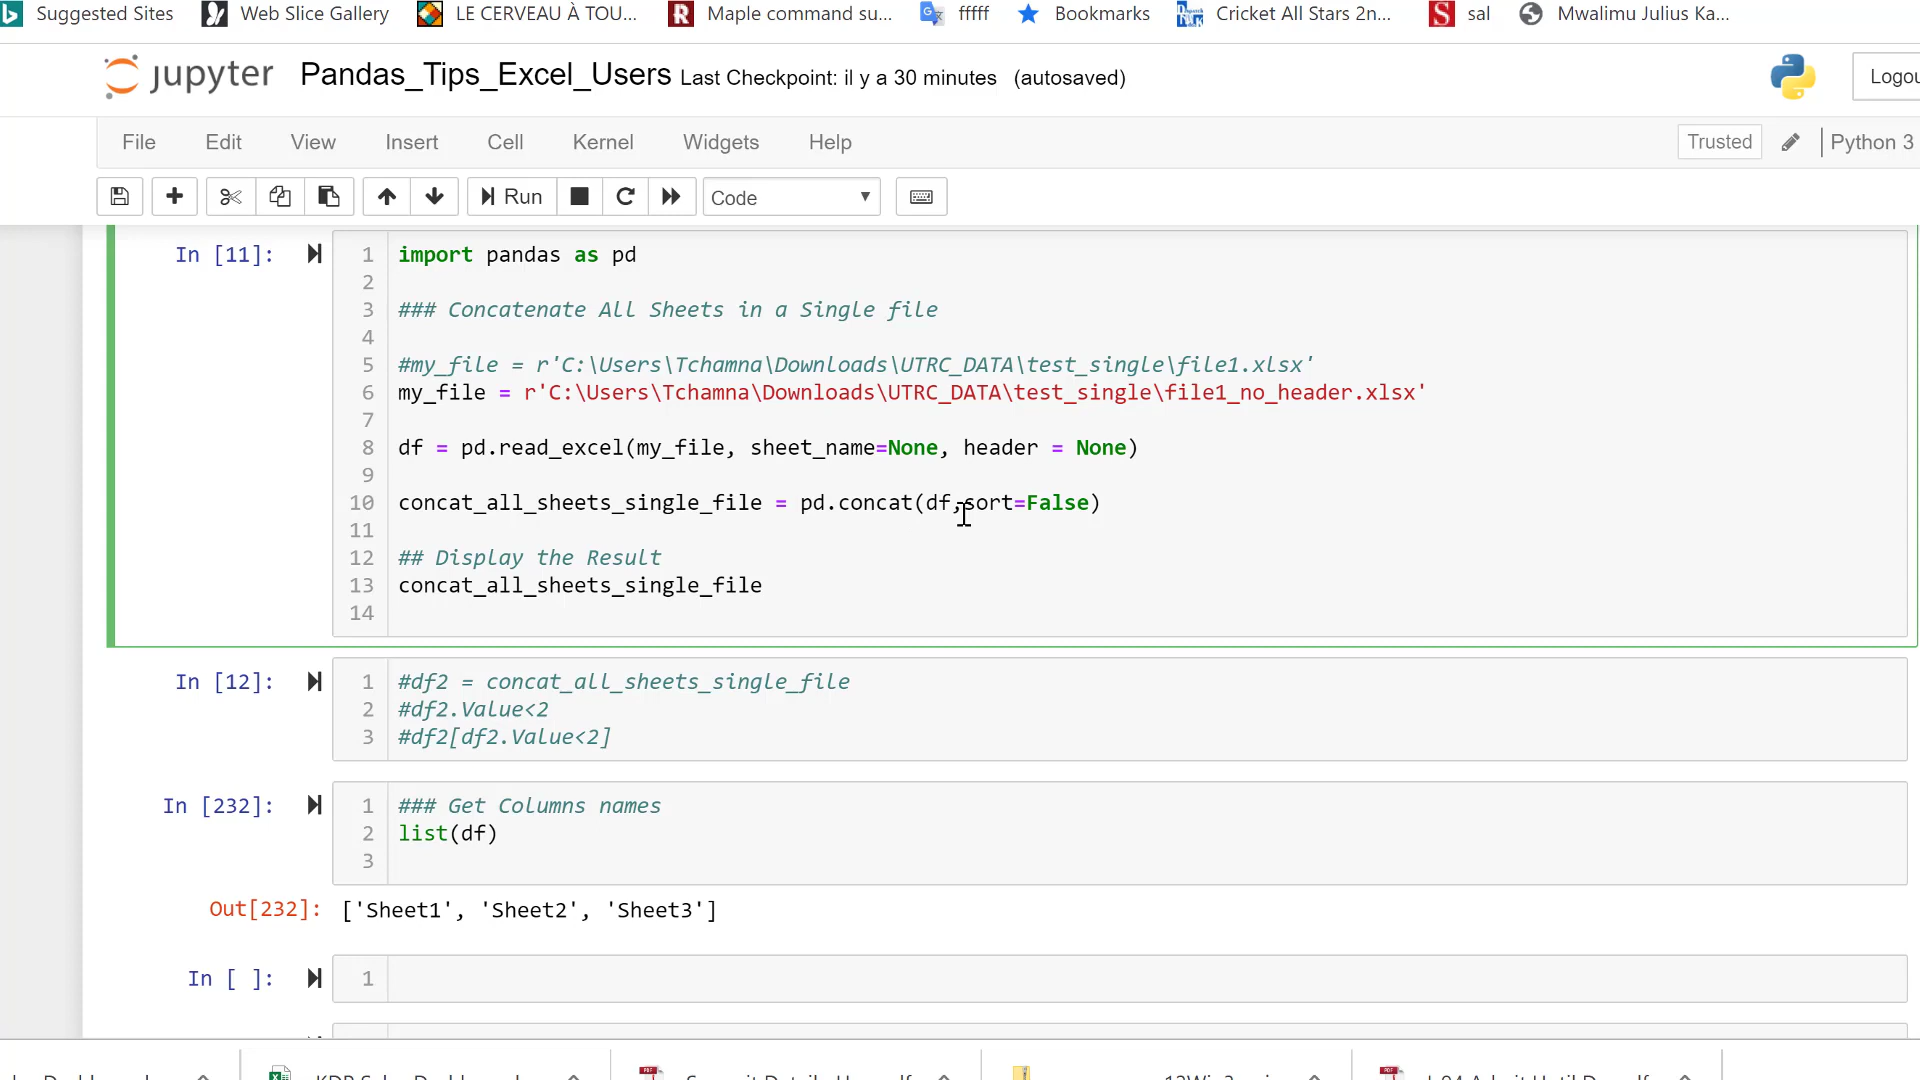 Suggested Sites Web Slice Gallery LE CERVEAU À TOU... Maple command su... fffff Bookmarks Cricket All Stars 2n... sal Mwalimu Julius Ka...
jupyter Pandas_Tips_Excel_Users Last Checkpoint: il y a 30 minutes (autosaved) Logou
File Edit View Insert Cell Kernel Widgets Help Trusted Python 3
Run Code
In [11]: 1 import pandas as pd
2
3 ### Concatenate All Sheets in a Single file
4
5 #my_file = r'C:\Users\Tchamna\Downloads\UTRC_DATA\test_single\file1.xlsx'
6 my_file = r'C:\Users\Tchamna\Downloads\UTRC_DATA\test_single\file1_no_header.xlsx'
7
8 df = pd.read_excel(my_file, sheet_name=None, header = None)
9
10 concat_all_sheets_single_file = pd.concat(df,sort=False)
11
12 ## Display the Result
13 concat_all_sheets_single_file
14
In [12]: 1 #df2 = concat_all_sheets_single_file
2 #df2.Value<2
3 #df2[df2.Value<2]
In [232]: 1 ### Get Columns names
2 list(df)
3
Out[232]: ['Sheet1', 'Sheet2', 'Sheet3']
In [ ]: 1